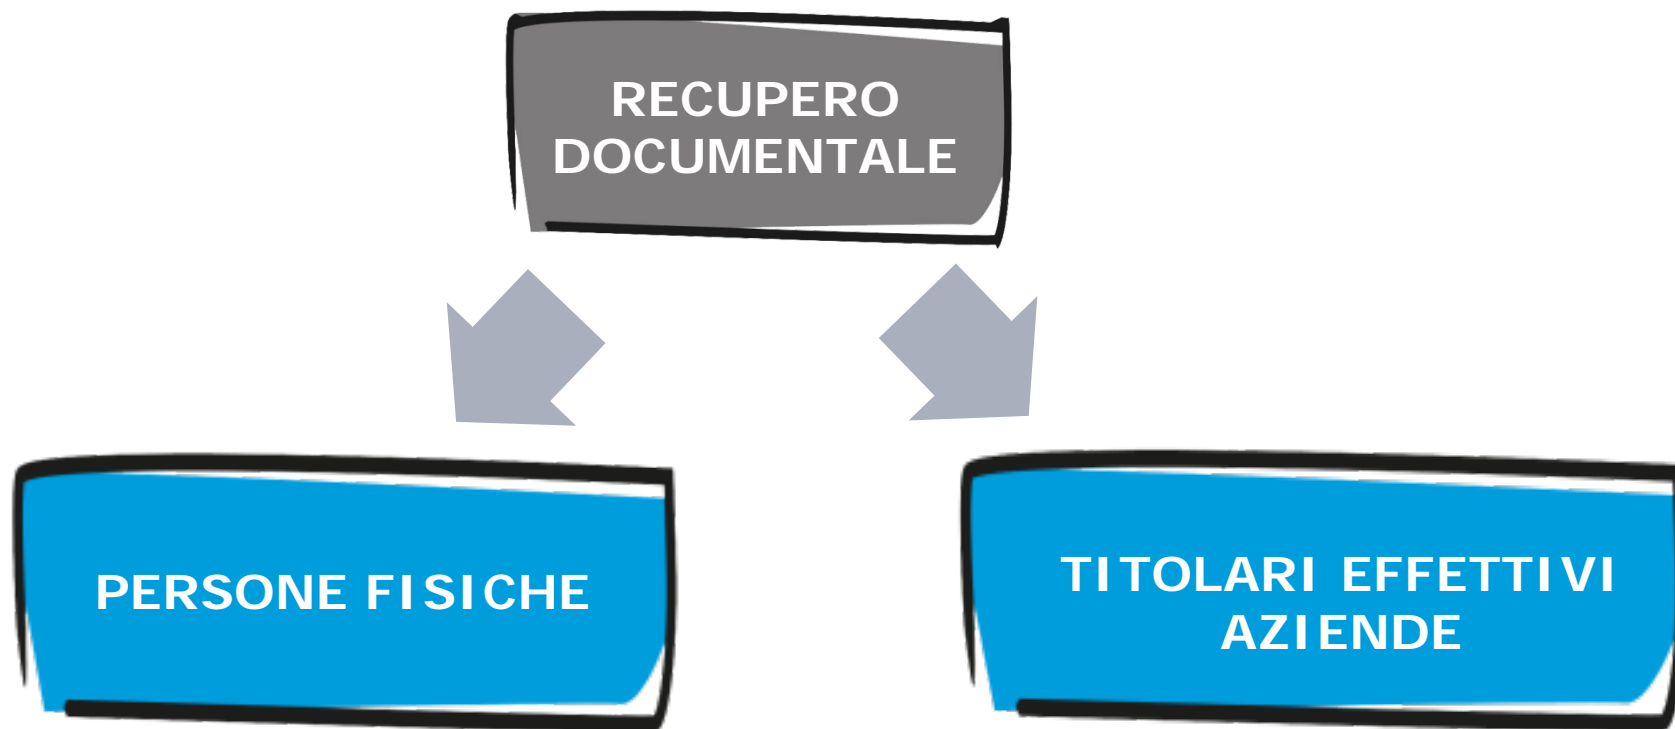 RECUPERO
DOCUMENTALE
PERSONE FISICHE
TITOLARI EFFETTIVI
AZIENDE